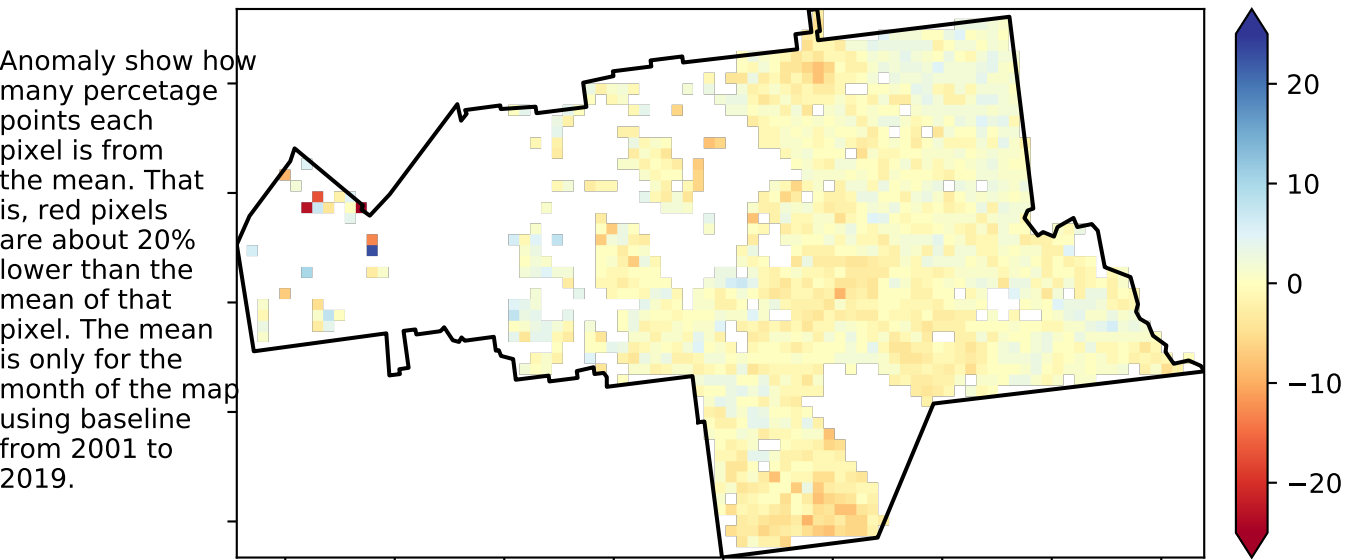 Anomaly show how
many percetage
points each
pixel is from
the mean. That
is, red pixels
are about 20%
lower than the
mean of that
pixel. The mean
is only for the
month of the map
using baseline
from 2001 to
2019.
20
10
0
−10
−20